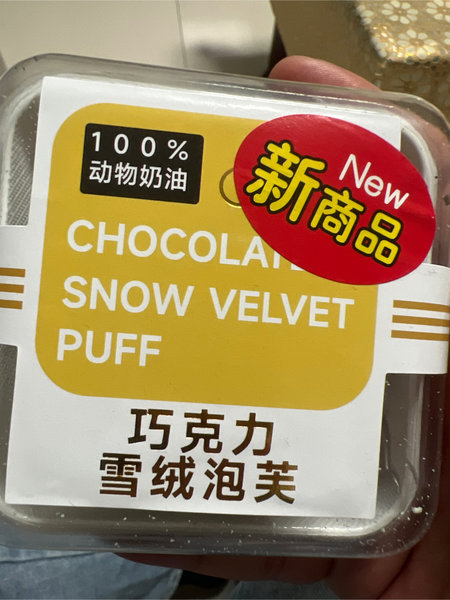 100%
动物奶油
New
新商品
CHOCOLATE
SNOW VELVET
PUFF
巧克力
雪绒泡芙